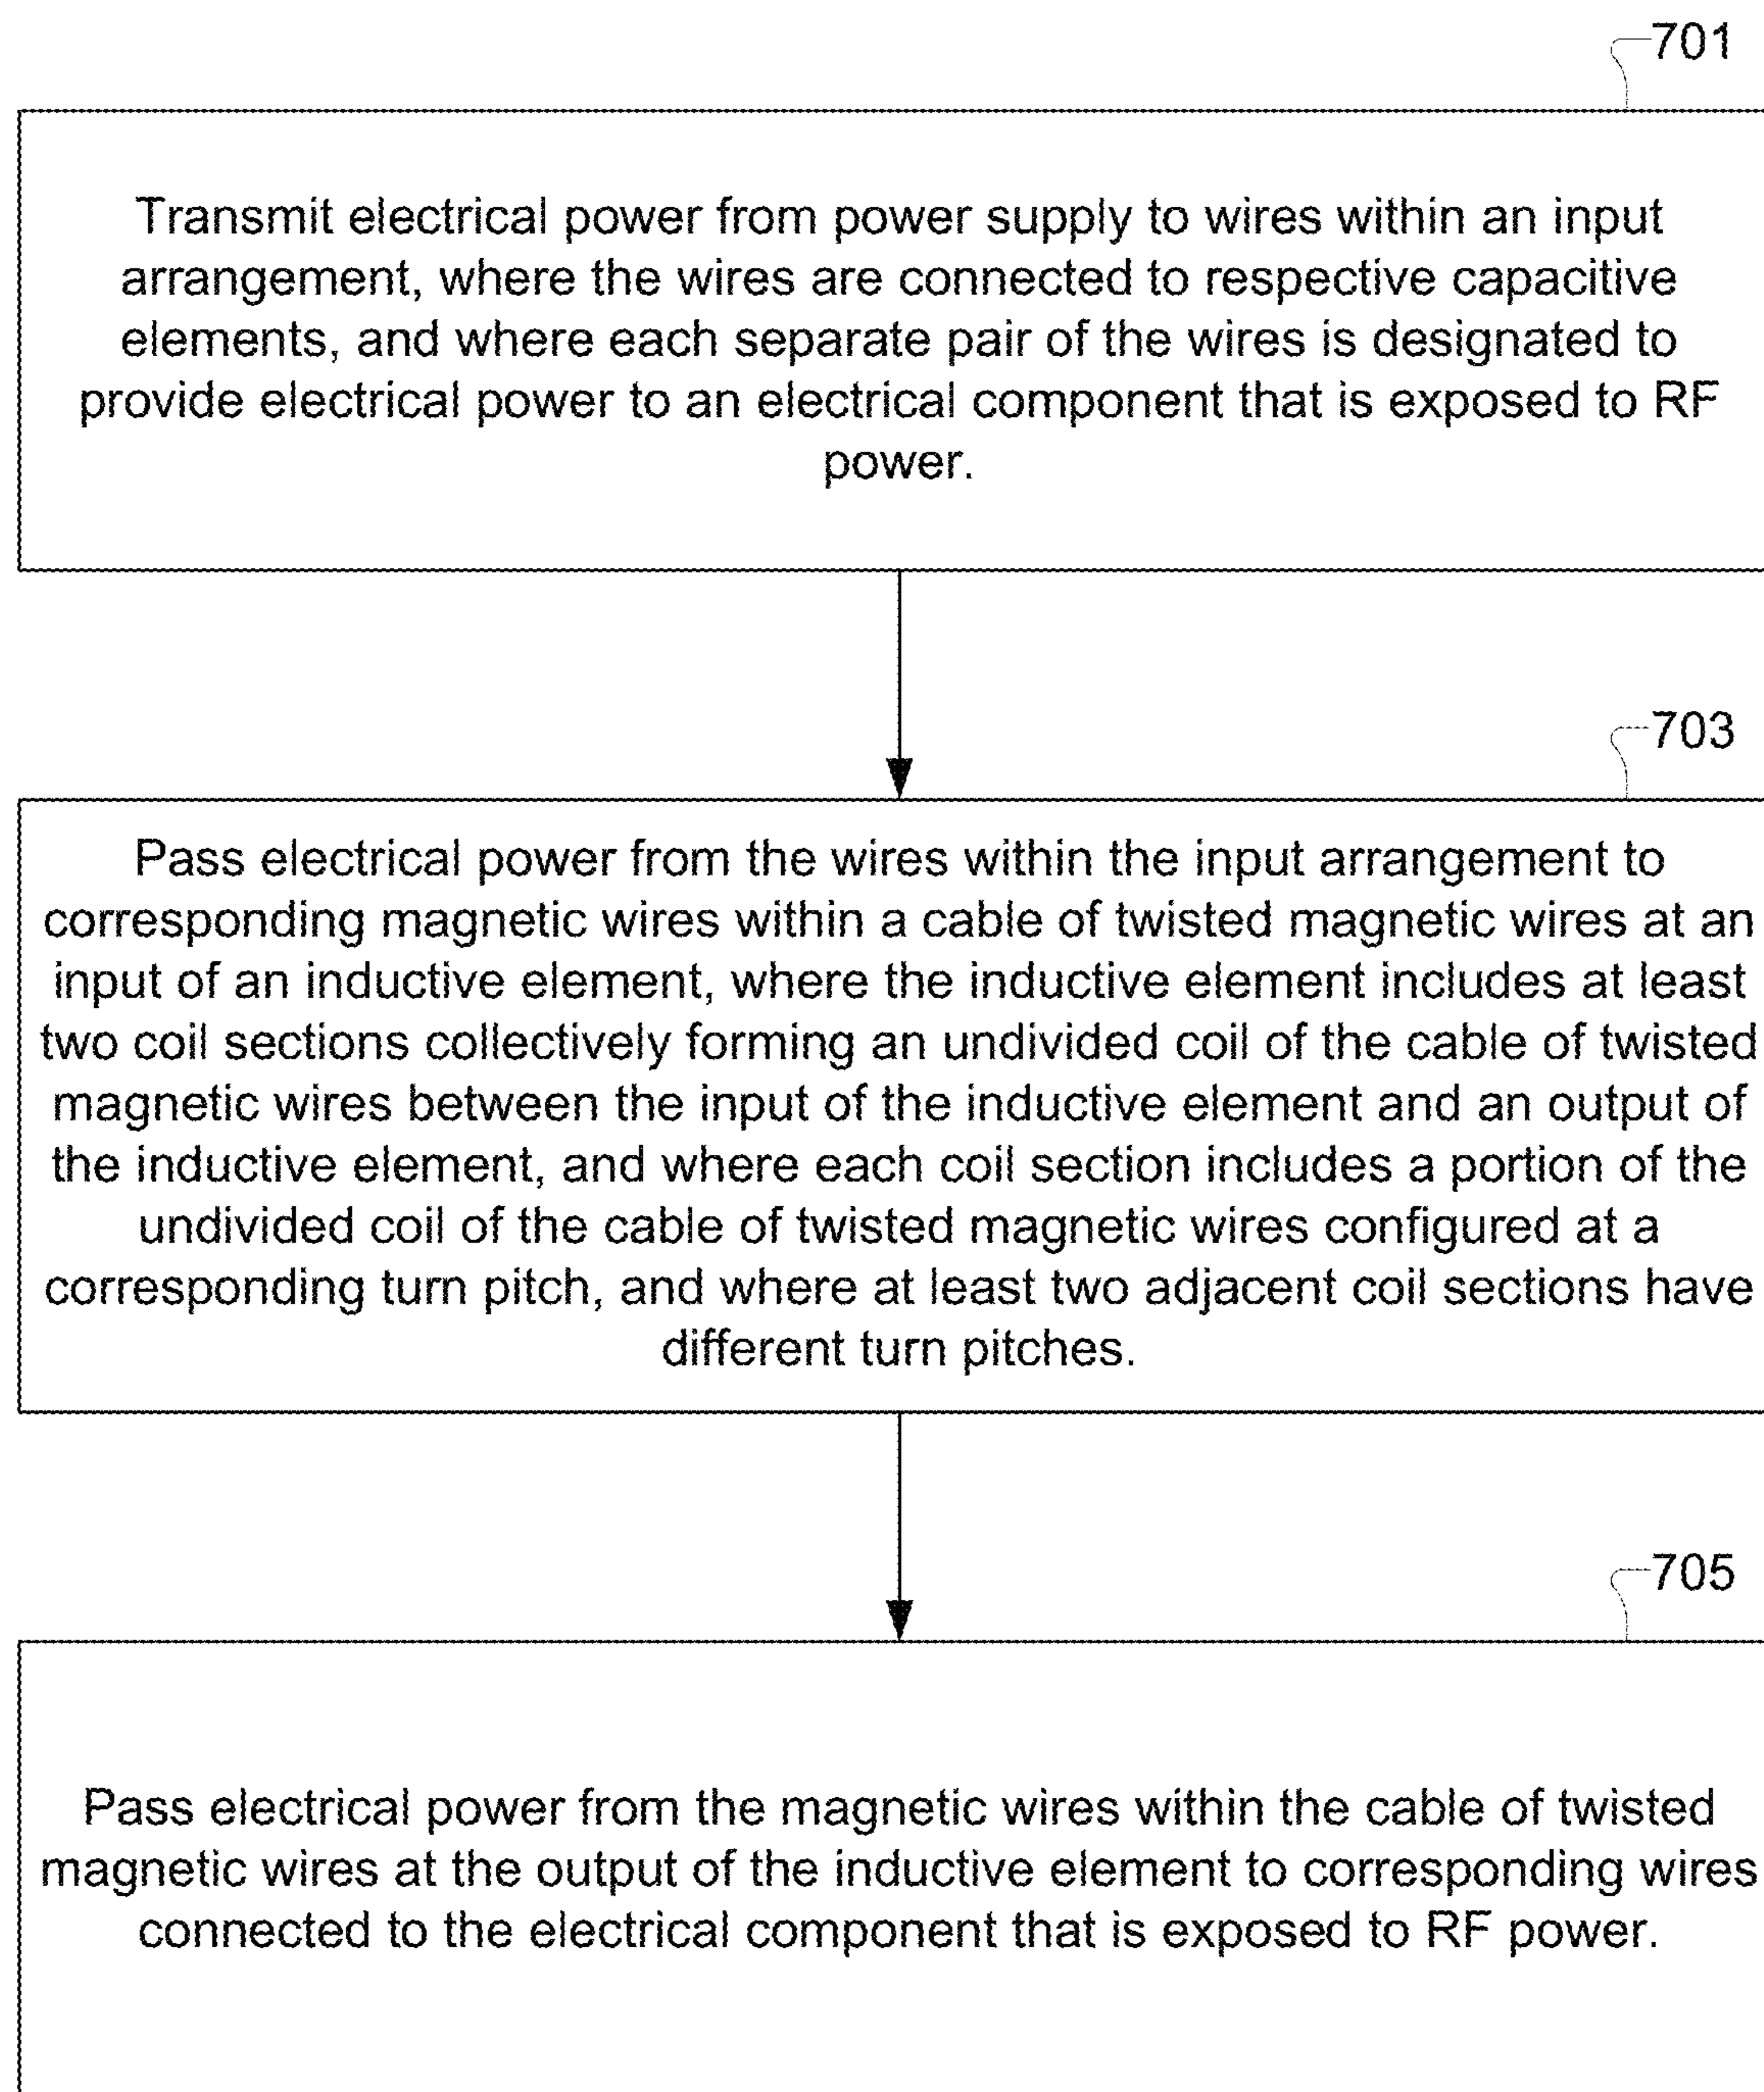 701
Transmit electrical power from power supply to wires within an input
arrangement, where the wires are connected to respective capacitive
elements, and where each separate pair of the wires is designated to
provide electrical power to an electrical component that is exposed to RF
power.
703
Pass electrical power from the wires within the input arrangement to
corresponding magnetic wires within a cable of twisted magnetic wires at an
input of an inductive element, where the inductive element includes at least
two coil sections collectively forming an undivided coil of the cable of twisted
magnetic wires between the input of the inductive element and an output of
the inductive element, and where each coil section includes a portion of the
undivided coil of the cable of twisted magnetic wires configured at a
corresponding turn pitch, and where at least two adjacent coil sections have
different turn pitches.
705
Pass electrical power from the magnetic wires within the cable of twisted
magnetic wires at the output of the inductive element to corresponding wires
connected to the electrical component that is exposed to RF power.